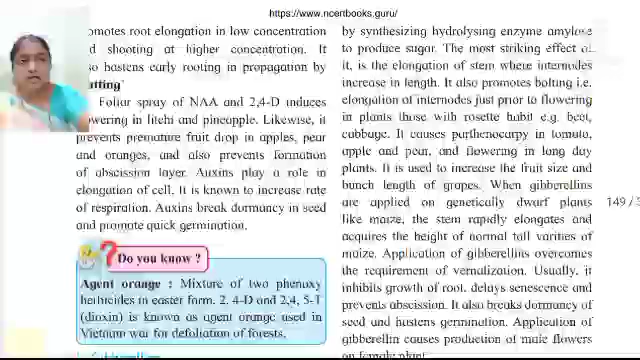 https://www.ncertbooks.guru/
romotes root elongation in low concentration
d shooting at higher concentration. It
so hastens early rooting in propagation by
utting'
Foliar spray of NAA and 2,4-D induces
lowering in litchi and pineapple. Likewise, it
prevents premature fruit drop in apples, pear
and oranges, and also prevents formation
of abscission layer. Auxins play a role in
elongation of cell. It is known to increase rate
of respiration. Auxins break dormancy in seed
and promote quick germination.
Do you know ?
Agent orange : Mixture of two phenoxy
herbicides in easter form. 2, 4-D and 2,4, 5-T
(dioxin) is known as agent orange used in
Vietnam war for defoliation of forests.
by synthesizing hydrolysing enzyme amylose
to produce sugar. The most striking effect of
it, is the elongation of stem where internodes
increase in length. It also promotes bolting i.e.
elongation of internodes just prior to flowering
in plants those with rosette habit e.g. beet,
cabbage. It causes parthenocarpy in tomato,
apple and pear, and flowering in long day
plants. It is used to increase the fruit size and
bunch length of grapes. When gibberellins
are applied on genetically dwarf plants
like maize, the stem rapidly elongates and
acquires the height of normal tall varities of
maize. Application of gibberellins overcomes
the requirement of vernalization. Usually, it
inhibits growth of root, delays senescence and
prevents abscission. It also breaks dormancy of
seed and hastens germination. Application of
gibberellin causes production of male flowers
on female plant.
149/3